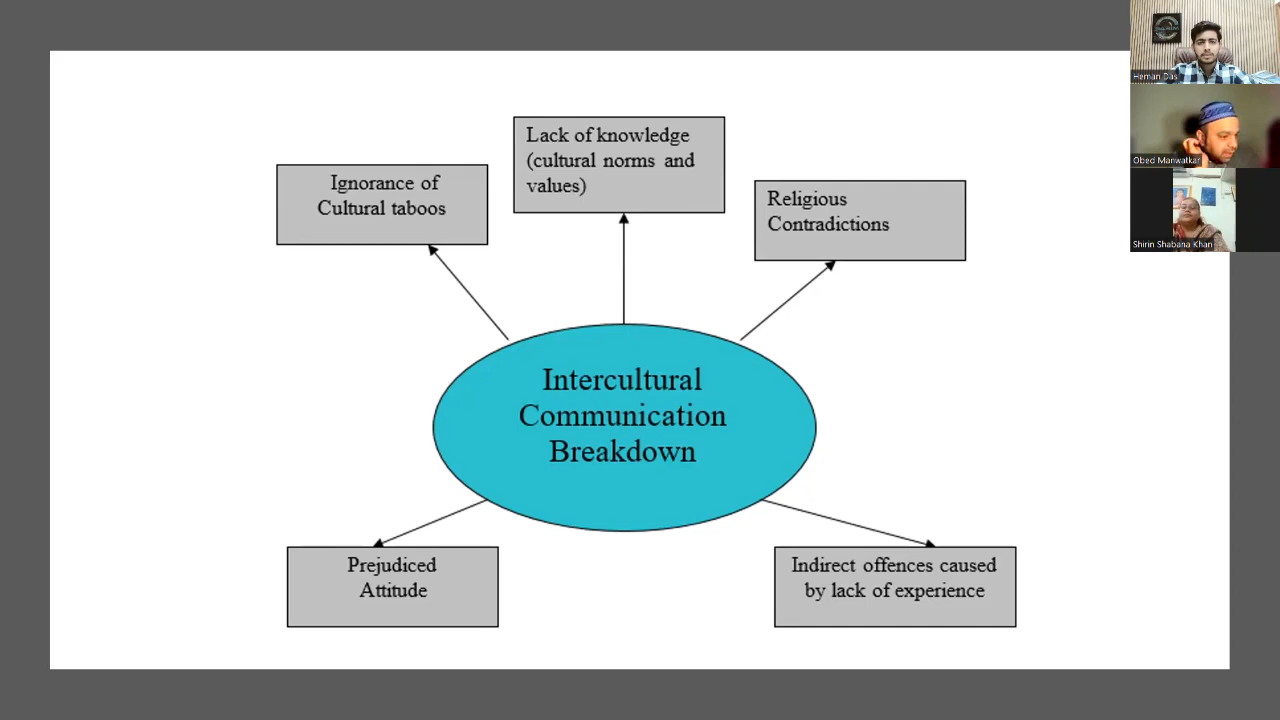 Ignorance of
Cultural taboos
Lack of knowledge
(cultural norms and
values)
Religious
Contradictions
Intercultural
Communication
Breakdown
Prejudiced
Attitude
Indirect offences caused
by lack of experience
Heman Das
Obed Manwatkar
Shirin Shabana Khan